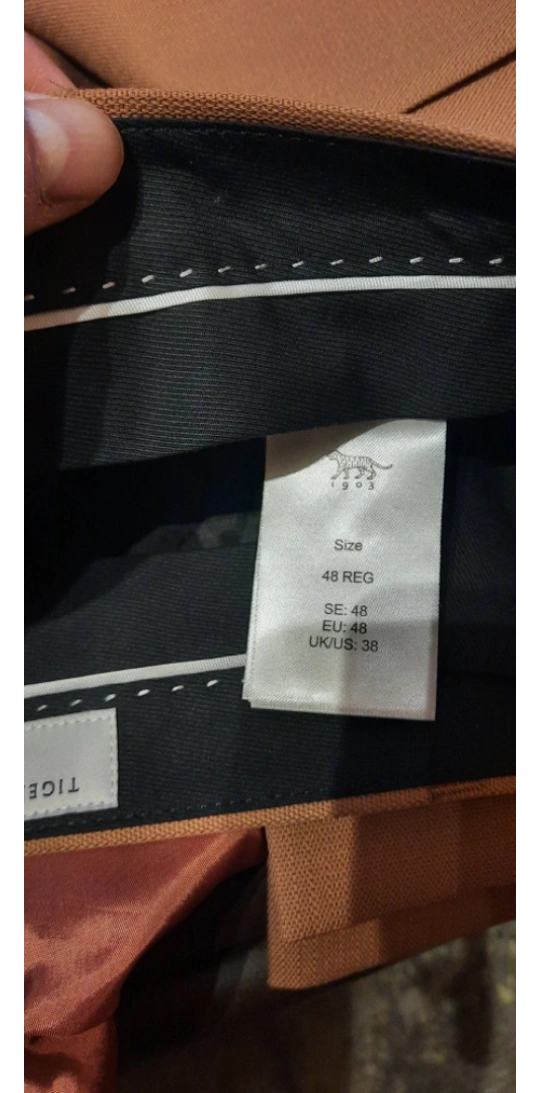 1903
Size
48 REG
SE: 48
EU: 48
UK/US: 38